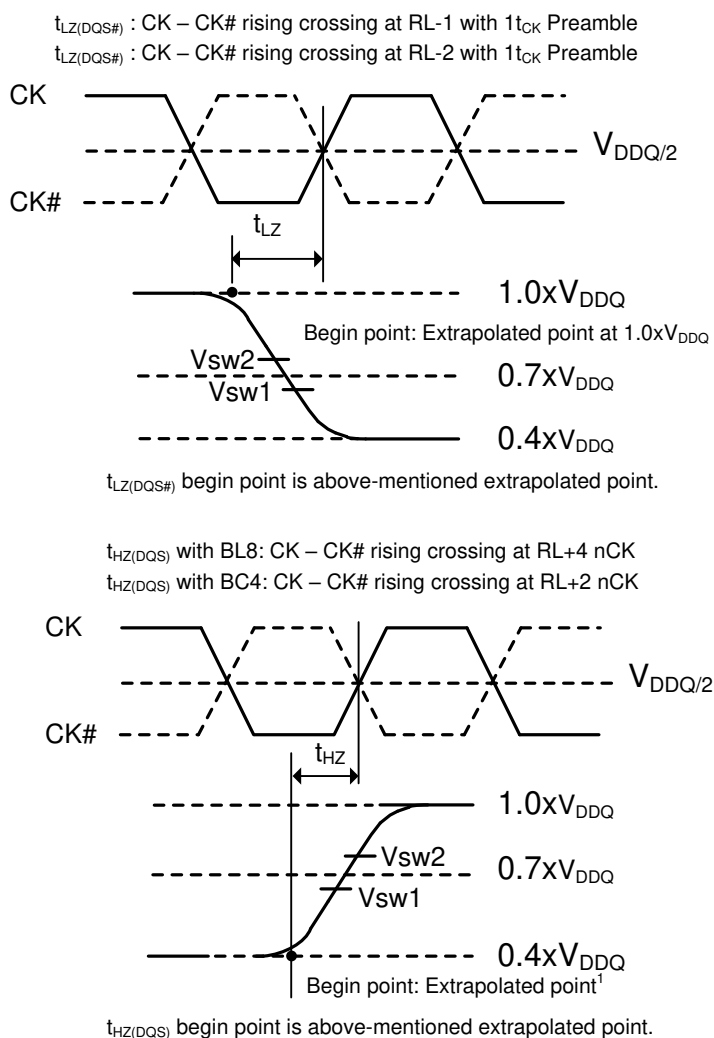 tLZ(DQS#) : CK – CK# rising crossing at RL-1 with 1tCK Preamble
tLZ(DQS#) : CK – CK# rising crossing at RL-2 with 1tCK Preamble
CK
VDDQ/2
CK#
tLZ
1.0xVDDQ
Begin point: Extrapolated point at 1.0xVDDQ
Vsw2
0.7xVDDQ
Vsw1
0.4xVDDQ
tLZ(DQS#) begin point is above-mentioned extrapolated point.
tHZ(DQS) with BL8: CK – CK# rising crossing at RL+4 nCK
tHZ(DQS) with BC4: CK – CK# rising crossing at RL+2 nCK
CK
VDDQ/2
CK#
tHZ
1.0xVDDQ
Vsw2
0.7xVDDQ
Vsw1
0.4xVDDQ
Begin point: Extrapolated point¹
tHZ(DQS) begin point is above-mentioned extrapolated point.